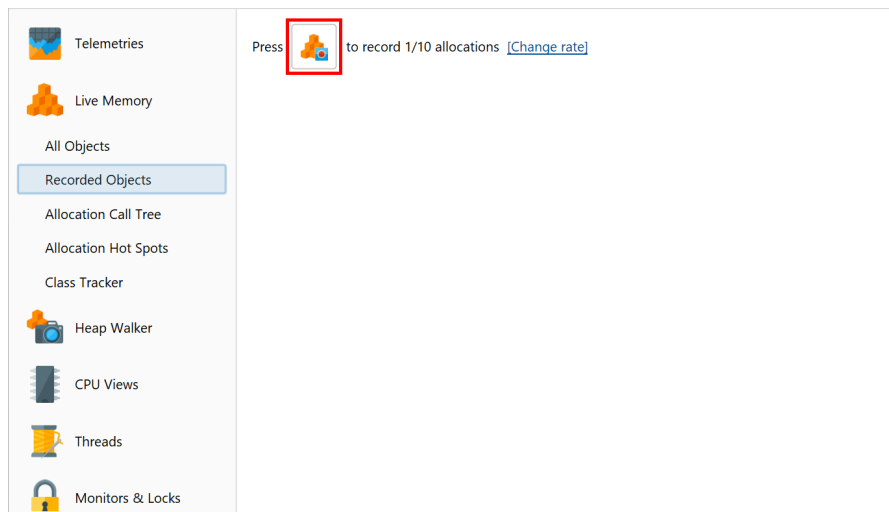 Telemetries
Press to record 1/10 allocations [Change rate]
Live Memory
All Objects
Recorded Objects
Allocation Call Tree
Allocation Hot Spots
Class Tracker
Heap Walker
CPU Views
Threads
Monitors & Locks